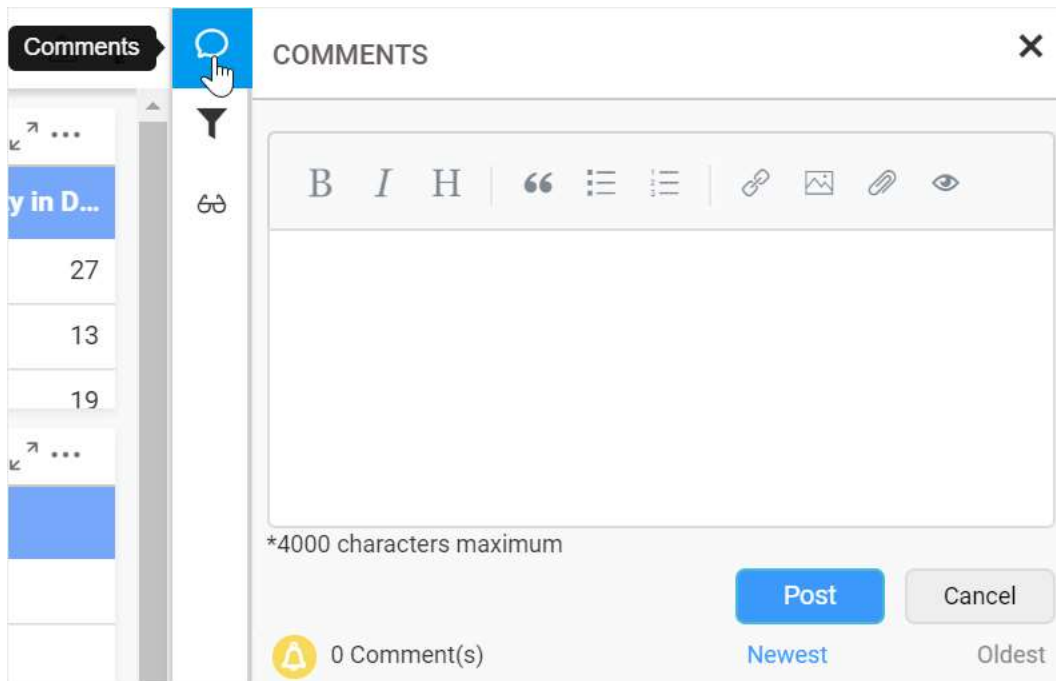 Comments
COMMENTS
B I H
y in D...
27
13
19
*4000 characters maximum
Post
Cancel
0 Comment(s)
Newest
Oldest